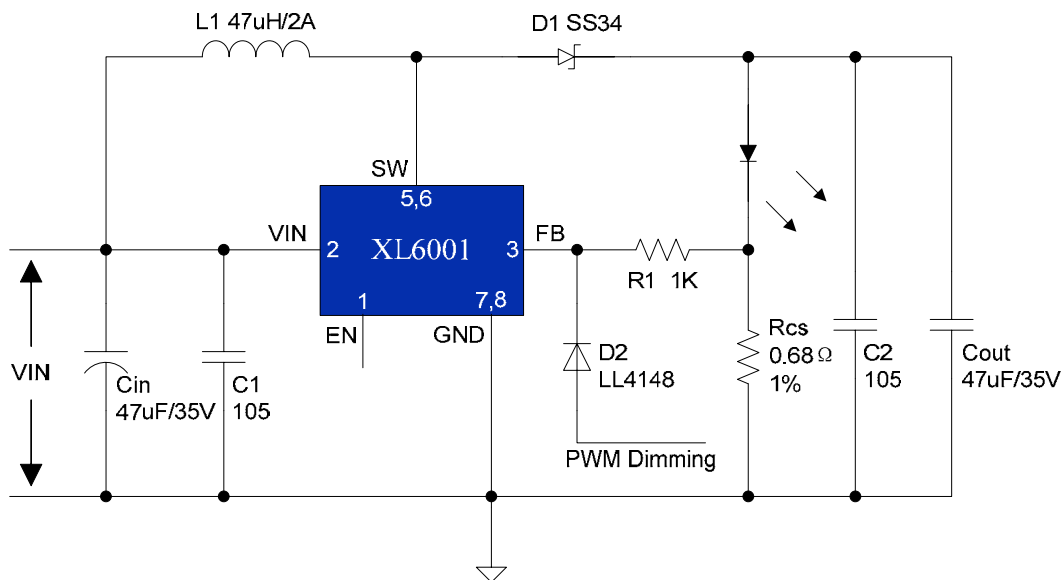 L1 47uH/2A
D1 SS34
SW
5,6
VIN
2
XL6001
3
FB
R1 1K
1
7,8
EN
GND
VIN
Cin
47uF/35V
C1
105
D2
LL4148
Rcs
0.68Ω
1%
C2
105
Cout
47uF/35V
PWM Dimming